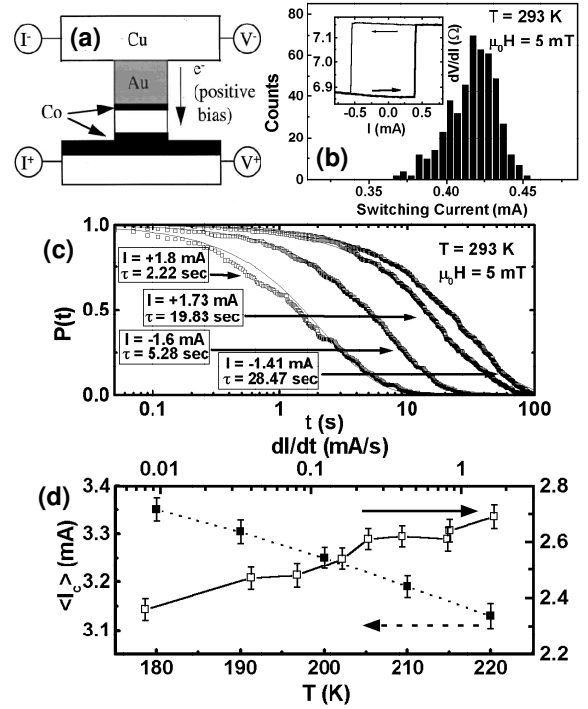 (a)
I-
Cu
V-
Au
e-
(positive
bias)
Co
I+
V+
T = 293 K
μ0H = 5 mT
80
60
40
20
0
Counts
7.1
7.0
6.9
dV/dI (Ω)
-0.5 0.0 0.5
I (mA)
(b)
0.35 0.40 0.45
Switching Current (mA)
(c)
1.0
0.5
0.0
P(t)
T = 293 K
μ0H = 5 mT
I = +1.8 mA
τ = 2.22 sec
I = +1.73 mA
τ = 19.83 sec
I = -1.6 mA
τ = 5.28 sec
I = -1.41 mA
τ = 28.47 sec
0.1 1 10 100
t (s)
dI/dt (mA/s)
(d)
0.01 0.1 1
3.4
3.3
3.2
3.1
<Ic> (mA)
2.8
2.6
2.4
2.2
180 190 200 210 220
T (K)